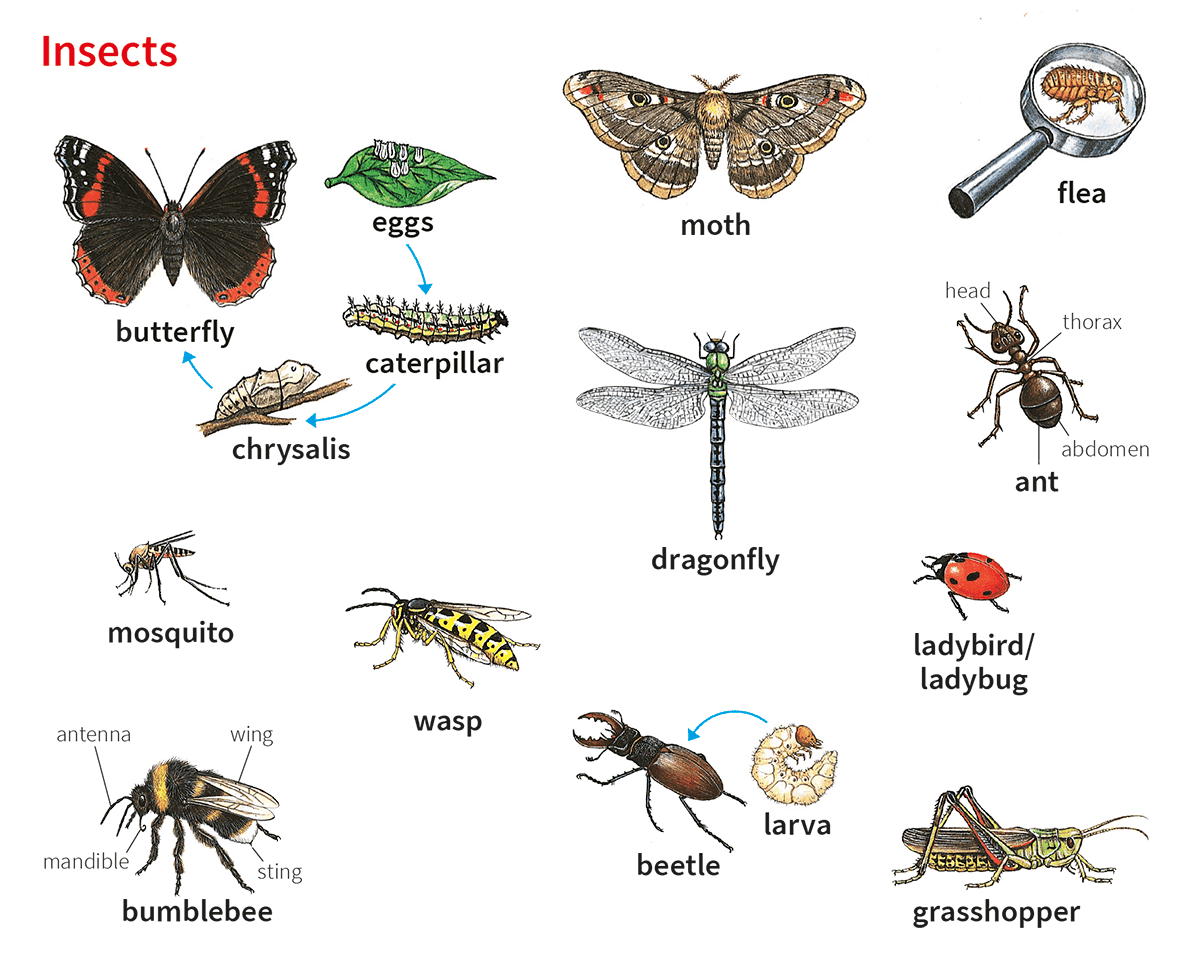 Insects
butterfly
eggs
caterpillar
chrysalis
moth
flea
dragonfly
head
thorax
abdomen
ant
mosquito
wasp
ladybird/
ladybug
antenna
wing
mandible
sting
bumblebee
beetle
larva
grasshopper